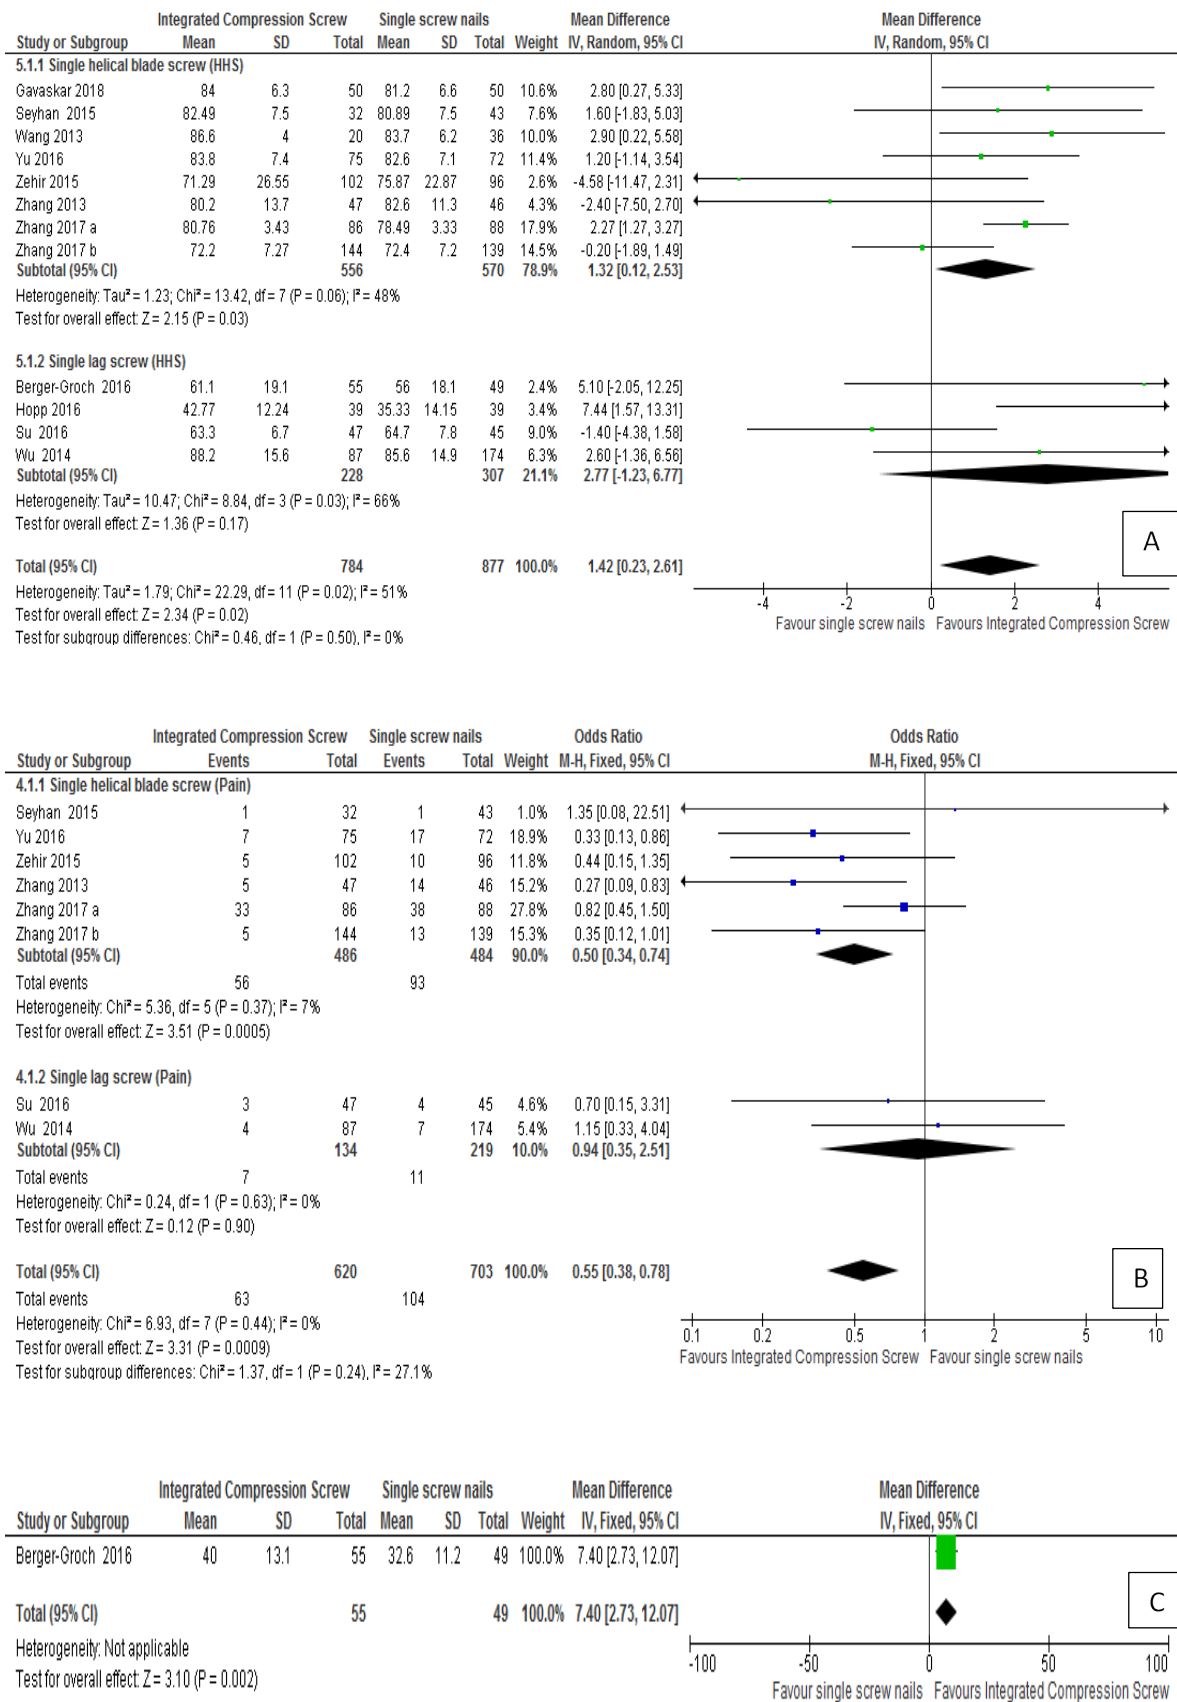 Integrated Compression Screw Single screw nails Mean Difference Mean Difference
Study or Subgroup Mean SD Total Mean SD Total Weight IV, Random, 95% CI IV, Random, 95% CI
5.1.1 Single helical blade screw (HHS)
Gavaskar 2018 84 6.3 50 81.2 6.6 50 10.6% 2.80 [0.27, 5.33]
Seyhan 2015 82.49 7.5 32 80.89 7.5 43 7.6% 1.60 [-1.83, 5.03]
Wang 2013 86.6 4 20 83.7 6.2 36 10.0% 2.90 [0.22, 5.58]
Yu 2016 83.8 7.4 75 82.6 7.1 72 11.4% 1.20 [-1.14, 3.54]
Zehir 2015 71.29 26.55 102 75.87 22.87 96 2.6% -4.58 [-11.47, 2.31]
Zhang 2013 80.2 13.7 47 82.6 11.3 46 4.3% -2.40 [-7.50, 2.70]
Zhang 2017 a 80.76 3.43 86 78.49 3.33 88 17.9% 2.27 [1.27, 3.27]
Zhang 2017 b 72.2 7.27 144 72.4 7.2 139 14.5% -0.20 [-1.89, 1.49]
Subtotal (95% CI) 556 570 78.9% 1.32 [0.12, 2.53]
Heterogeneity: Tau² = 1.23; Chi² = 13.42, df = 7 (P = 0.06); I² = 48%
Test for overall effect: Z = 2.15 (P = 0.03)
5.1.2 Single lag screw (HHS)
Berger-Groch 2016 61.1 19.1 55 56 18.1 49 2.4% 5.10 [-2.05, 12.25]
Hopp 2016 42.77 12.24 39 35.33 14.15 39 3.4% 7.44 [1.57, 13.31]
Su 2016 63.3 6.7 47 64.7 7.8 45 9.0% -1.40 [-4.38, 1.58]
Wu 2014 88.2 15.6 87 85.6 14.9 174 6.3% 2.60 [-1.36, 6.56]
Subtotal (95% CI) 228 307 21.1% 2.77 [-1.23, 6.77]
Heterogeneity: Tau² = 10.47; Chi² = 8.84, df = 3 (P = 0.03); I² = 66%
Test for overall effect: Z = 1.36 (P = 0.17)
A
Total (95% CI) 784 877 100.0% 1.42 [0.23, 2.61]
Heterogeneity: Tau² = 1.79; Chi² = 22.29, df = 11 (P = 0.02); I² = 51%
-4 -2 0 2 4
Test for overall effect: Z = 2.34 (P = 0.02)
Favour single screw nails Favours Integrated Compression Screw
Test for subgroup differences: Chi² = 0.46, df = 1 (P = 0.50), I² = 0%
Integrated Compression Screw Single screw nails Odds Ratio Odds Ratio
Study or Subgroup Events Total Events Total Weight M-H, Fixed, 95% CI M-H, Fixed, 95% CI
4.1.1 Single helical blade screw (Pain)
Seyhan 2015 1 32 1 43 1.0% 1.35 [0.08, 22.51]
Yu 2016 7 75 17 72 18.9% 0.33 [0.13, 0.86]
Zehir 2015 5 102 10 96 11.8% 0.44 [0.15, 1.35]
Zhang 2013 5 47 14 46 15.2% 0.27 [0.09, 0.83]
Zhang 2017 a 33 86 38 88 27.8% 0.82 [0.45, 1.50]
Zhang 2017 b 5 144 13 139 15.3% 0.35 [0.12, 1.01]
Subtotal (95% CI) 486 484 90.0% 0.50 [0.34, 0.74]
Total events 56 93
Heterogeneity: Chi² = 5.36, df = 5 (P = 0.37); I² = 7%
Test for overall effect: Z = 3.51 (P = 0.0005)
4.1.2 Single lag screw (Pain)
Su 2016 3 47 4 45 4.6% 0.70 [0.15, 3.31]
Wu 2014 4 87 7 174 5.4% 1.15 [0.33, 4.04]
Subtotal (95% CI) 134 219 10.0% 0.94 [0.35, 2.51]
Total events 7 11
Heterogeneity: Chi² = 0.24, df = 1 (P = 0.63); I² = 0%
Test for overall effect: Z = 0.12 (P = 0.90)
Total (95% CI) 620 703 100.0% 0.55 [0.38, 0.78]
B
Total events 63 104
Heterogeneity: Chi² = 6.93, df = 7 (P = 0.44); I² = 0%
0.1 0.2 0.5 1 2 5 10
Test for overall effect: Z = 3.31 (P = 0.0009)
Favours Integrated Compression Screw Favour single screw nails
Test for subgroup differences: Chi² = 1.37, df = 1 (P = 0.24), I² = 27.1%
Integrated Compression Screw Single screw nails Mean Difference Mean Difference
Study or Subgroup Mean SD Total Mean SD Total Weight IV, Fixed, 95% CI IV, Fixed, 95% CI
Berger-Groch 2016 40 13.1 55 32.6 11.2 49 100.0% 7.40 [2.73, 12.07]
C
Total (95% CI) 55 49 100.0% 7.40 [2.73, 12.07]
Heterogeneity: Not applicable
-100 -50 0 50 100
Test for overall effect: Z = 3.10 (P = 0.002)
Favour single screw nails Favours Integrated Compression Screw